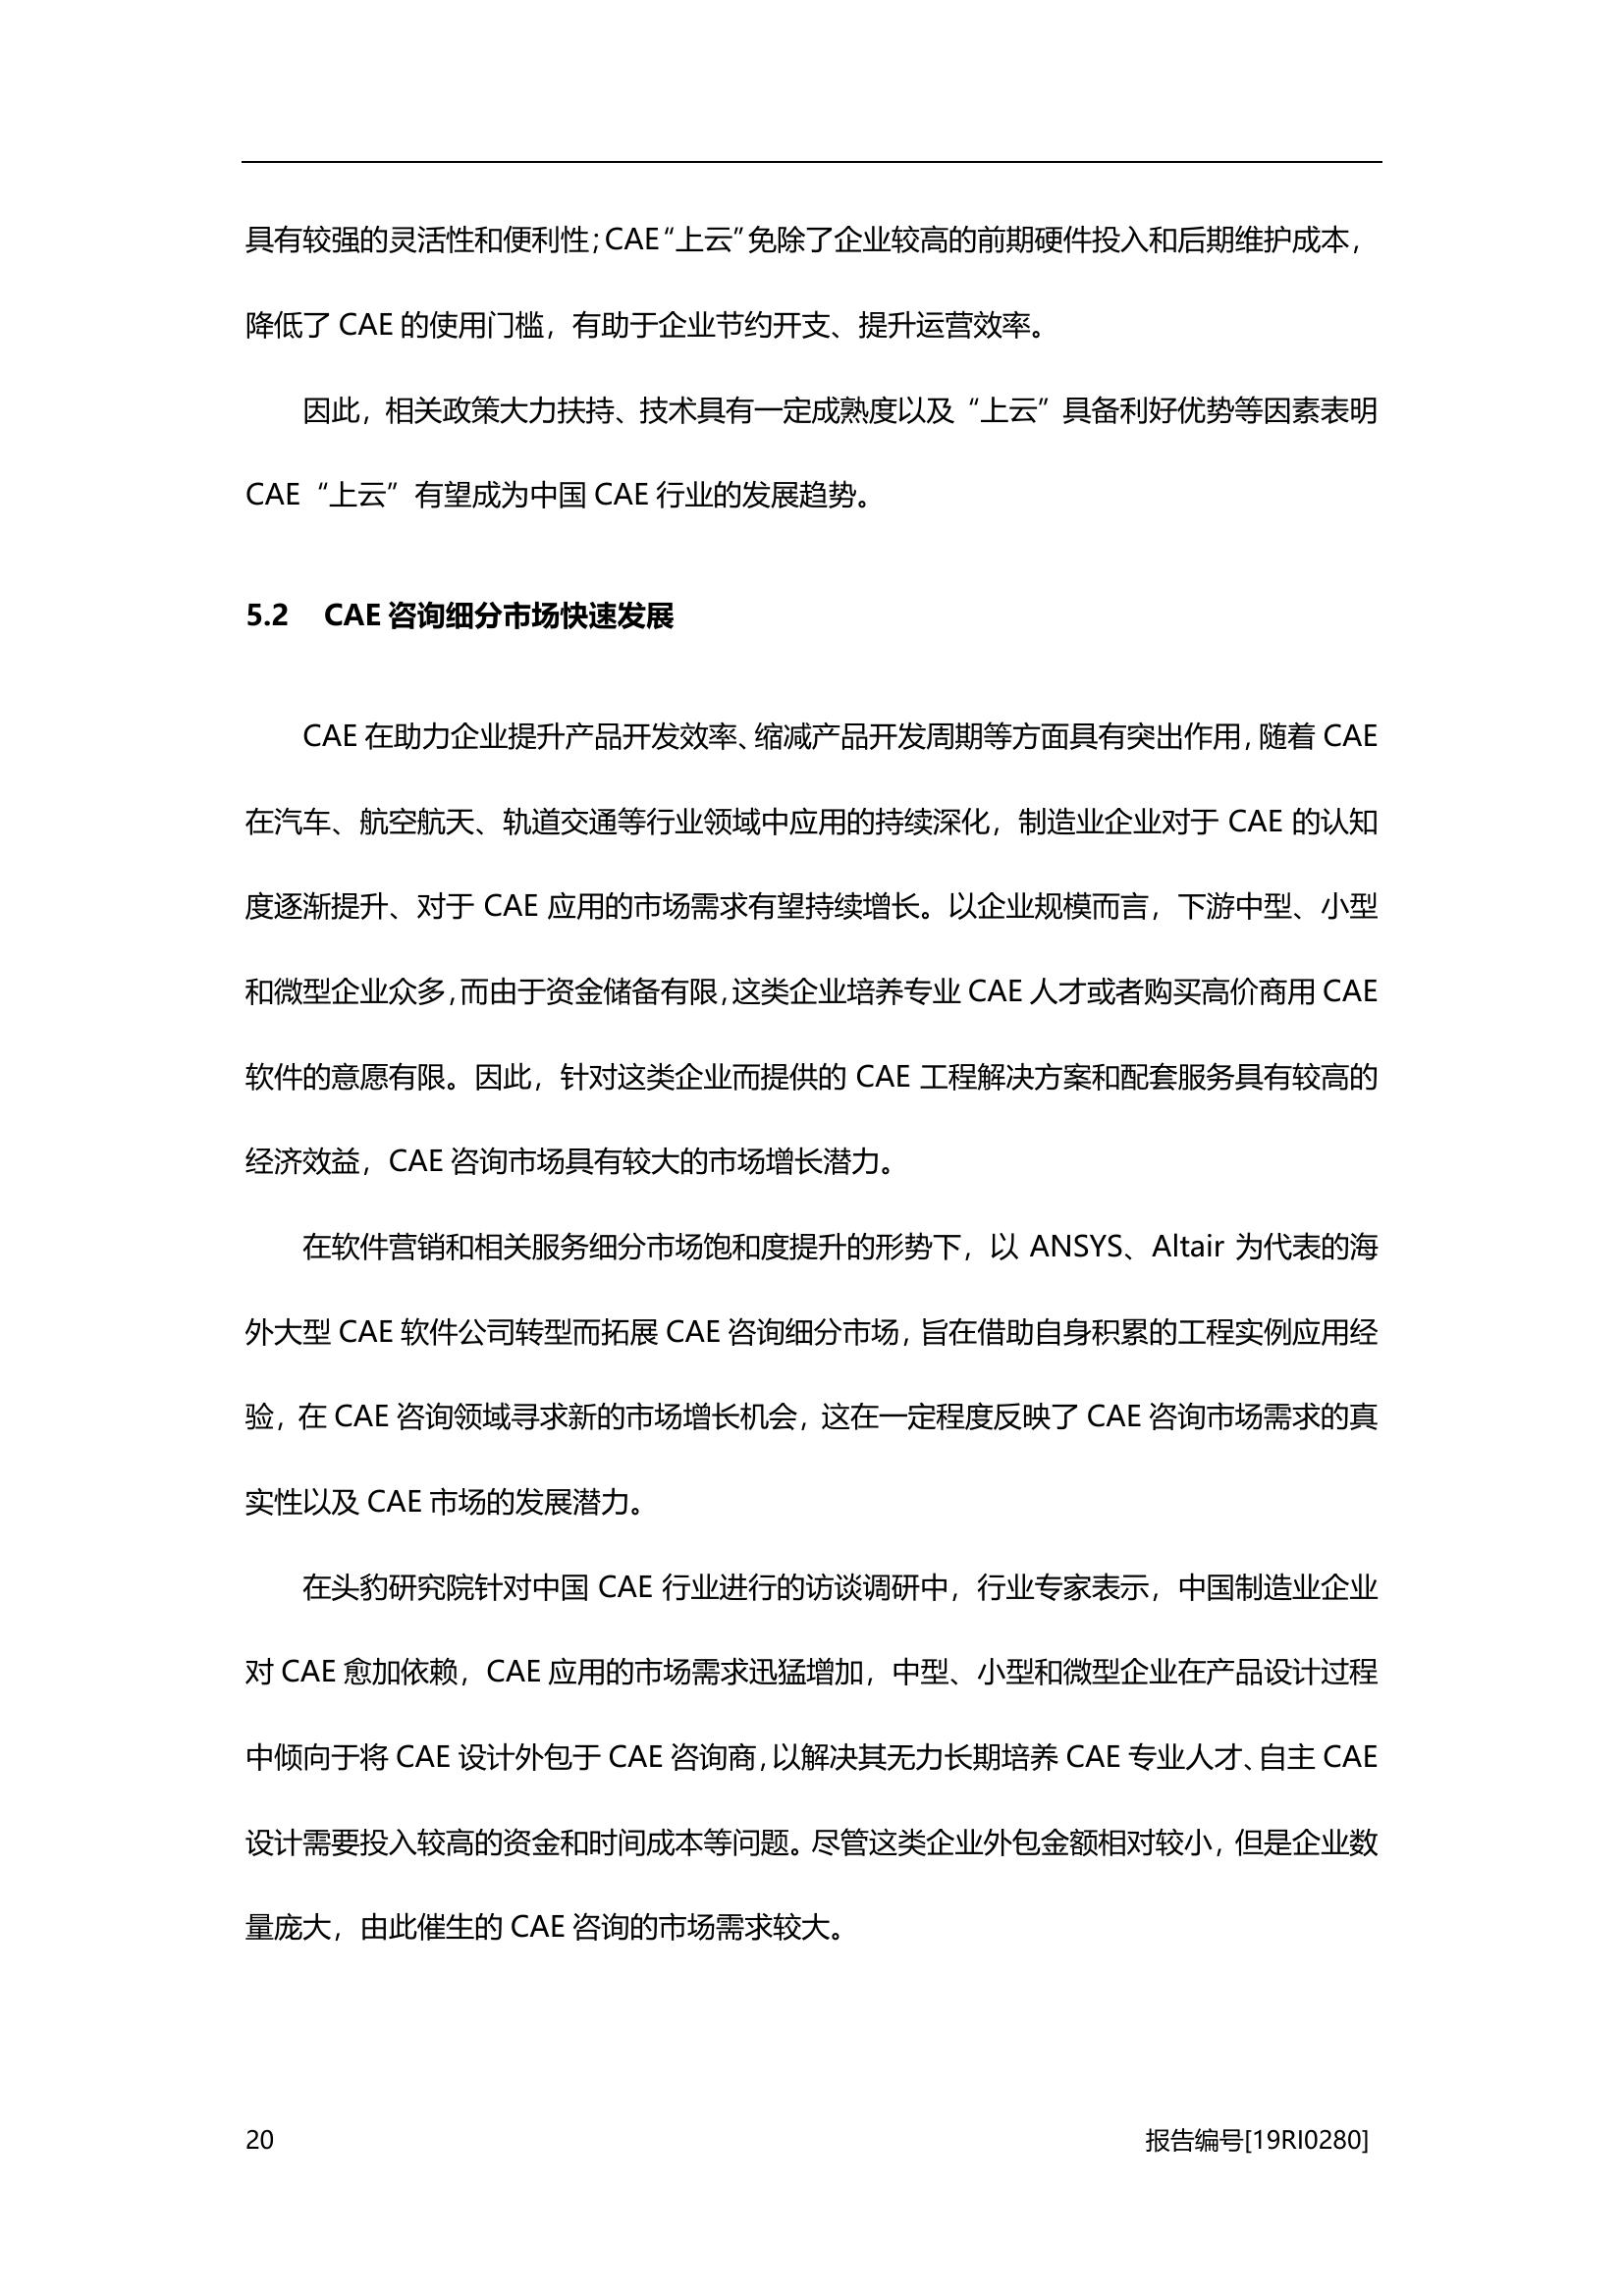 具有较强的灵活性和便利性；CAE“上云”免除了企业较高的前期硬件投入和后期维护成本，
降低了 CAE 的使用门槛，有助于企业节约开支、提升运营效率。
因此，相关政策大力扶持、技术具有一定成熟度以及“上云”具备利好优势等因素表明
CAE“上云”有望成为中国 CAE 行业的发展趋势。
5.2 CAE 咨询细分市场快速发展
CAE 在助力企业提升产品开发效率、缩减产品开发周期等方面具有突出作用，随着 CAE
在汽车、航空航天、轨道交通等行业领域中应用的持续深化，制造业企业对于 CAE 的认知
度逐渐提升、对于 CAE 应用的市场需求有望持续增长。以企业规模而言，下游中型、小型
和微型企业众多，而由于资金储备有限，这类企业培养专业 CAE 人才或者购买高价商用 CAE
软件的意愿有限。因此，针对这类企业而提供的 CAE 工程解决方案和配套服务具有较高的
经济效益，CAE 咨询市场具有较大的市场增长潜力。
在软件营销和相关服务细分市场饱和度提升的形势下，以 ANSYS、Altair 为代表的海
外大型 CAE 软件公司转型而拓展 CAE 咨询细分市场，旨在借助自身积累的工程实例应用经
验，在 CAE 咨询领域寻求新的市场增长机会，这在一定程度反映了 CAE 咨询市场需求的真
实性以及 CAE 市场的发展潜力。
在头豹研究院针对中国 CAE 行业进行的访谈调研中，行业专家表示，中国制造业企业
对 CAE 愈加依赖，CAE 应用的市场需求迅猛增加，中型、小型和微型企业在产品设计过程
中倾向于将 CAE 设计外包于 CAE 咨询商，以解决其无力长期培养 CAE 专业人才、自主 CAE
设计需要投入较高的资金和时间成本等问题。尽管这类企业外包金额相对较小，但是企业数
量庞大，由此催生的 CAE 咨询的市场需求较大。
20 报告编号[19RI0280]